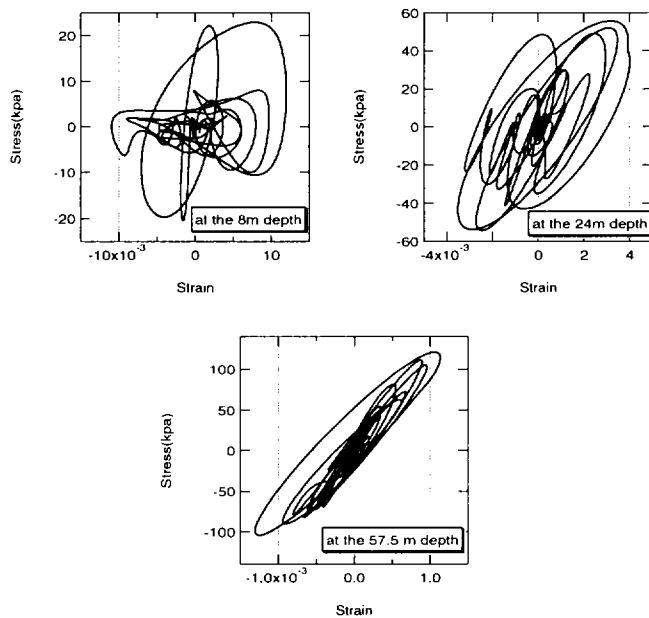 20
10
0
-10
-20
Stress(kpa)
at the 8m depth
-10x10-3
0
10
Strain
60
40
20
0
-20
-40
-60
Stress(kpa)
at the 24m depth
-4x10-3
-2
0
2
4
Strain
100
50
0
-50
-100
Stress(kpa)
at the 57.5 m depth
-1.0x10-3
0.0
1.0
Strain